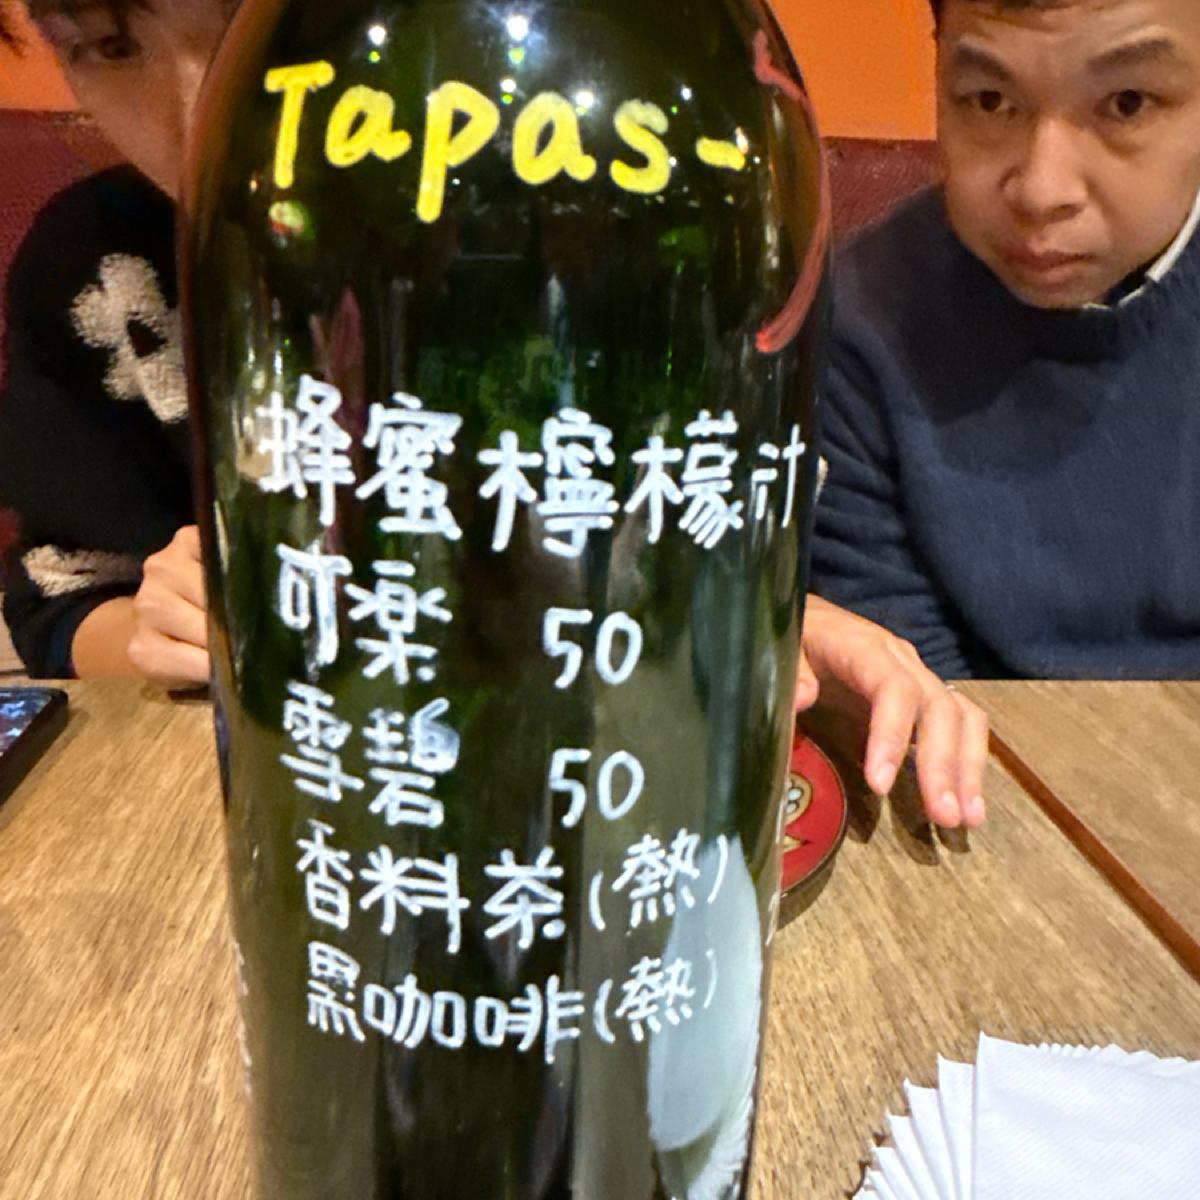 Tapas-
蜂蜜檸檬汁
可楽 50
雪碧 50
香料茶(熱)
黑咖啡(熱)